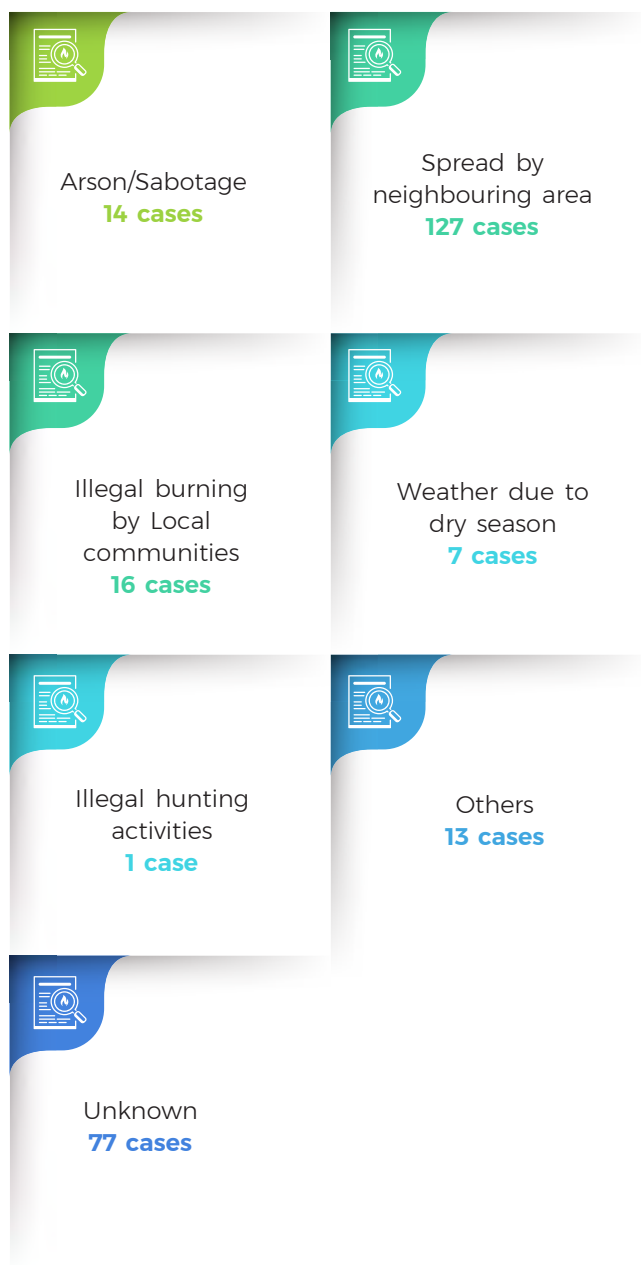 Arson/Sabotage
14 cases
Spread by
neighbouring area
127 cases
Illegal burning
by Local
communities
16 cases
Weather due to
dry season
7 cases
Illegal hunting
activities
1 case
Others
13 cases
Unknown
77 cases